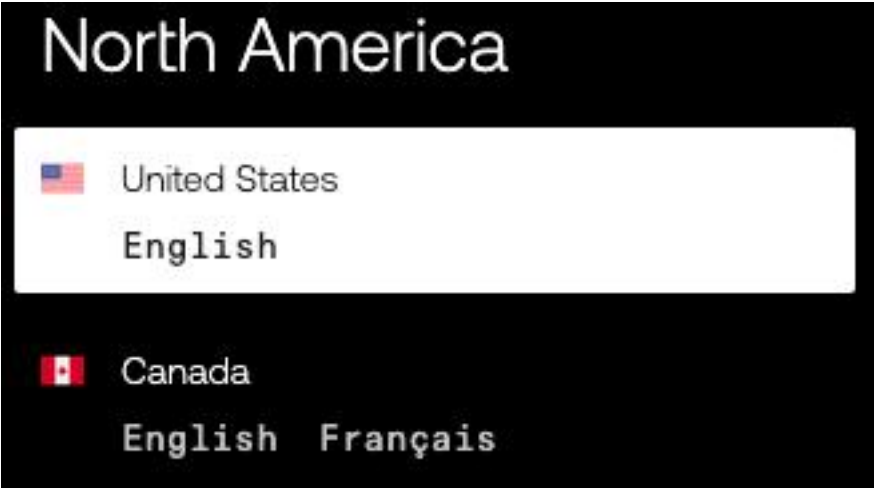 North America
United States
English
Canada
English Français